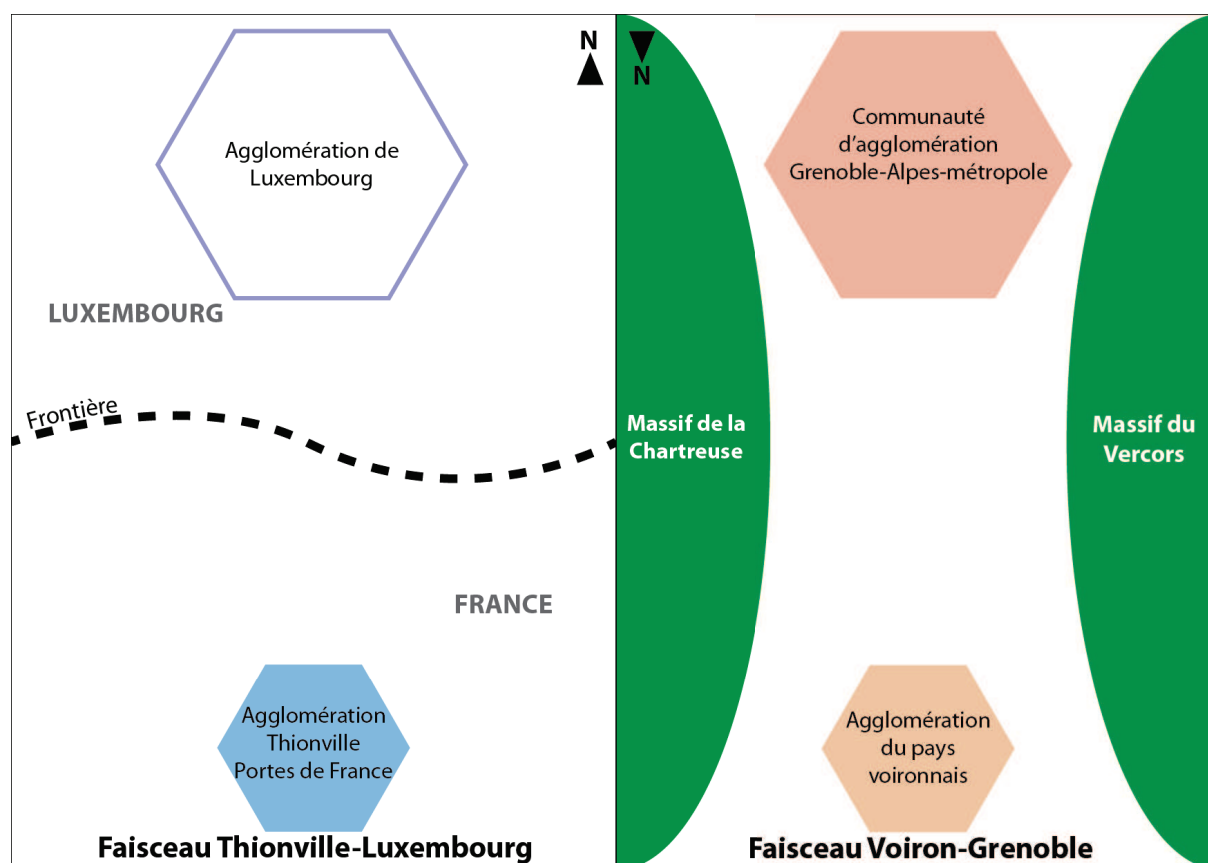 N
Agglomération de
Luxembourg
LUXEMBOURG
Frontière
FRANCE
Agglomération
Thionville
Portes de France
Faisceau Thionville-Luxembourg
N
Communauté
d'agglomération
Grenoble-Alpes-métropole
Massif de la
Chartreuse
Massif du
Vercors
Agglomération
du pays
voironnais
Faisceau Voiron-Grenoble